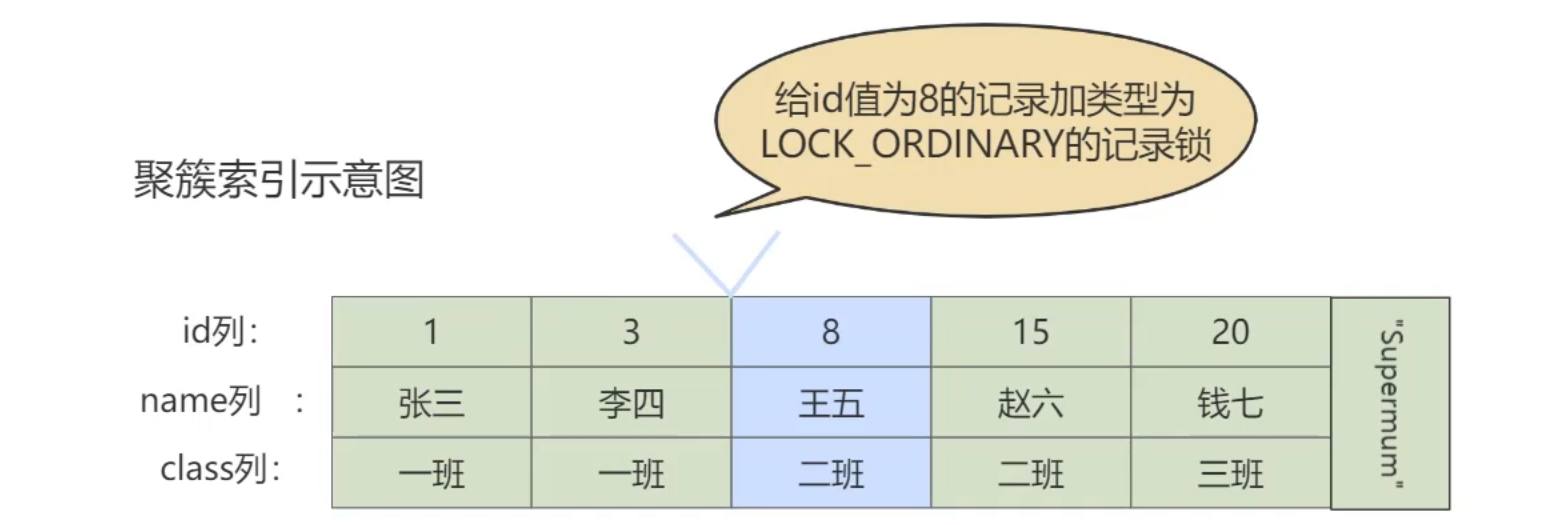 给id值为8的记录加类型为
LOCK_ORDINARY的记录锁
聚簇索引示意图
id列： 1 3 8 15 20 "Supermum"
name列 ： 张三 李四 王五 赵六 钱七
class列： 一班 一班 二班 二班 三班